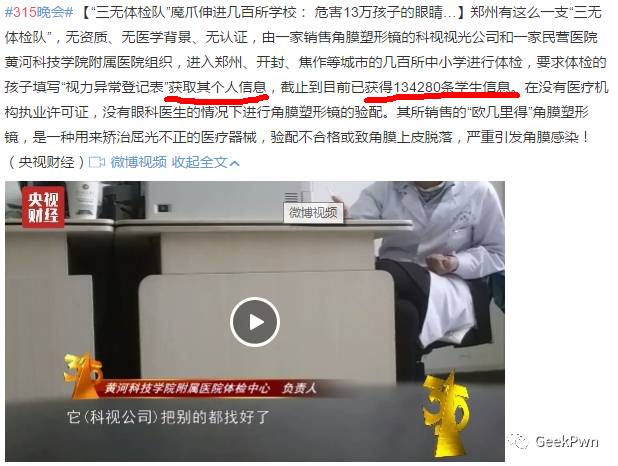 #315晚会# 【“三无体检队”魔爪伸进几百所学校： 危害13万孩子的眼睛...】郑州有这么一支“三无
体检队”，无资质、无医学背景、无认证，由一家销售角膜塑形镜的科视视光公司和一家民营医院
黄河科技学院附属医院组织，进入郑州、开封、焦作等城市的几百所中小学进行体检，要求体检的
孩子填写“视力异常登记表”获取其个人信息，截止到目前已获得134280条学生信息。在没有医疗机
构执业许可证，没有眼科医生的情况下进行角膜塑形镜的验配。其所销售的“欧几里得”角膜塑形
镜，是一种用来矫治屈光不正的医疗器械，验配不合格或致角膜上皮脱落，严重引发角膜感染！
（央视财经） 微博视频 收起全文
央视
财经
微博视频
315
黄河科技学院附属医院体检中心 负责人
它(科视公司)把别的都找好了
315
GeekPwn